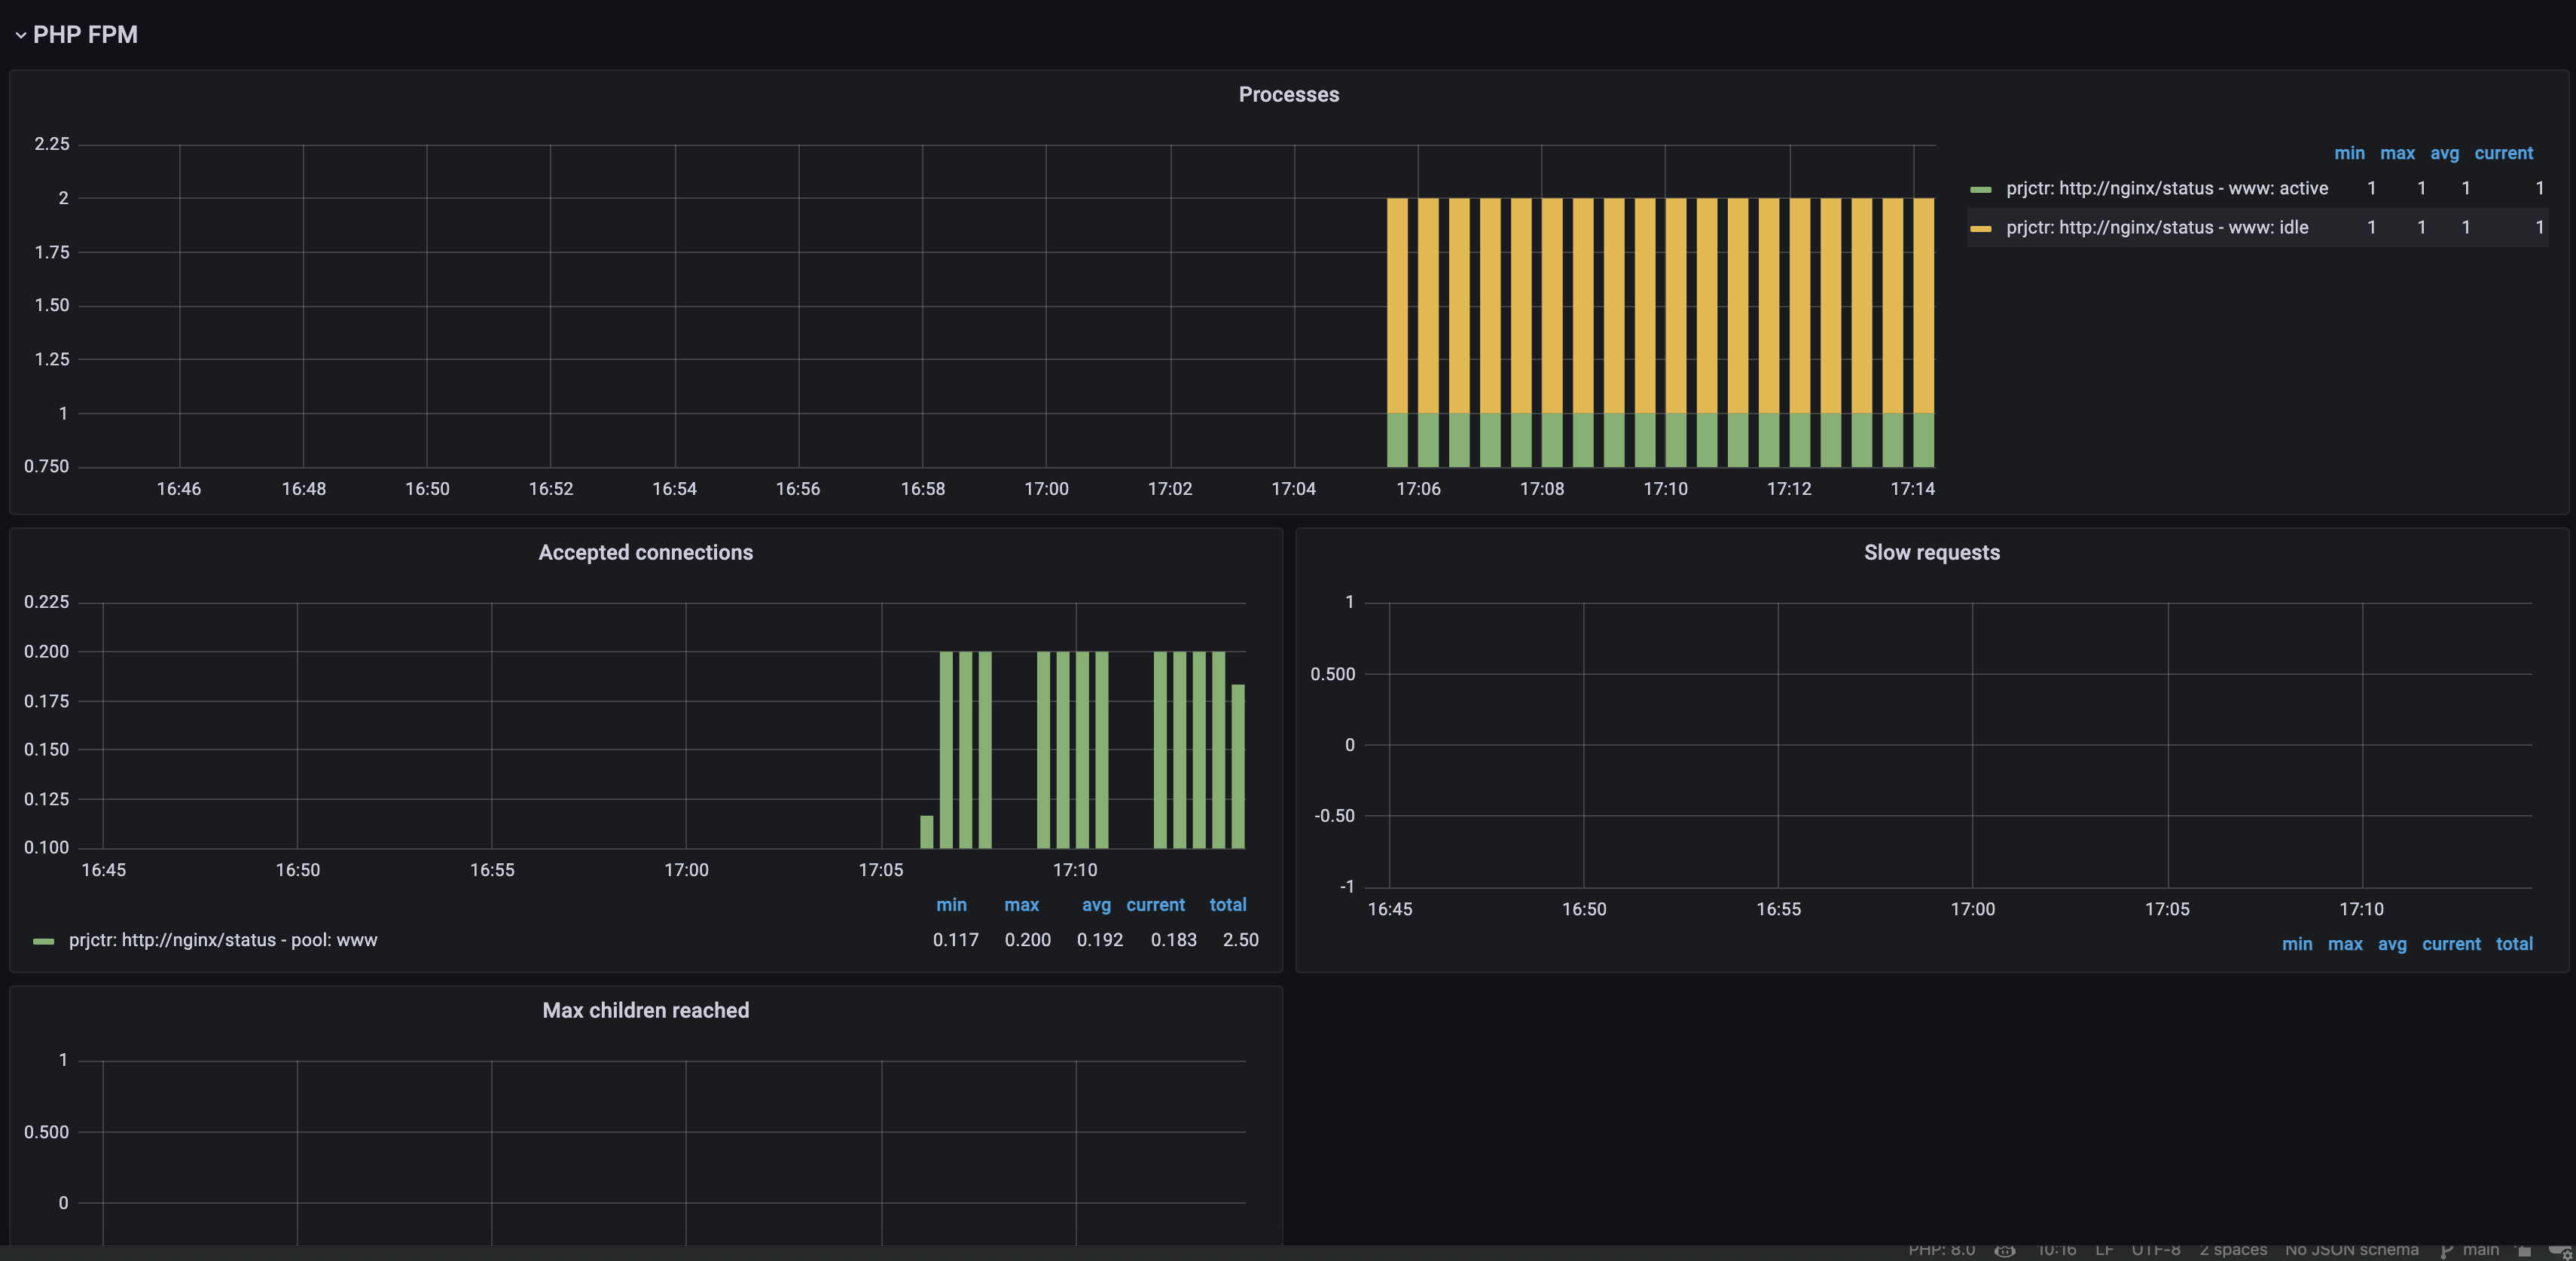 PHP FPM
Processes
2.25
2
1.75
1.50
1.25
1
0.750
16:46 16:48 16:50 16:52 16:54 16:56 16:58 17:00 17:02 17:04 17:06 17:08 17:10 17:12 17:14
min max avg current
prjctr: http://nginx/status - www: active 1 1 1 1
prjctr: http://nginx/status - www: idle 1 1 1 1
Accepted connections
0.225
0.200
0.175
0.150
0.125
0.100
16:45 16:50 16:55 17:00 17:05 17:10
min max avg current total
prjctr: http://nginx/status - pool: www 0.117 0.200 0.192 0.183 2.50
Slow requests
1
0.500
0
-0.50
-1
16:45 16:50 16:55 17:00 17:05 17:10
min max avg current total
Max children reached
1
0.500
0
PHP: 8.0 10:16 LF UTF-8 2 spaces No JSON schema main